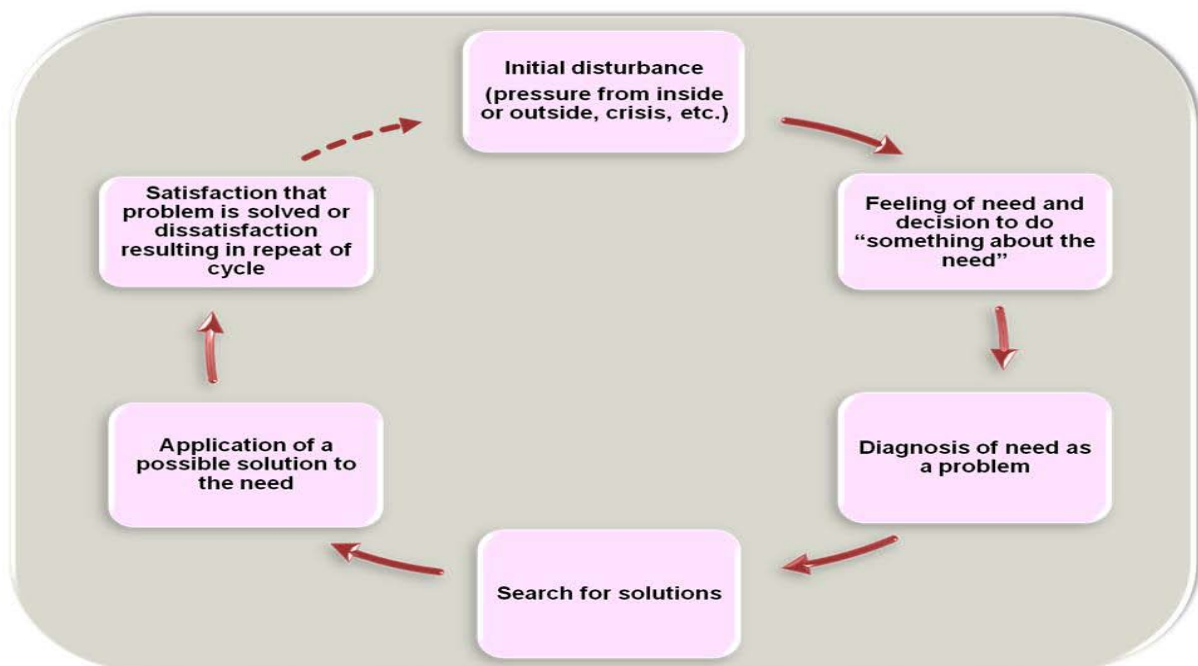 Initial disturbance
(pressure from inside
or outside, crisis, etc.)
Feeling of need and
decision to do
“something about the
need”
Diagnosis of need as
a problem
Search for solutions
Application of a
possible solution to
the need
Satisfaction that
problem is solved or
dissatisfaction
resulting in repeat of
cycle